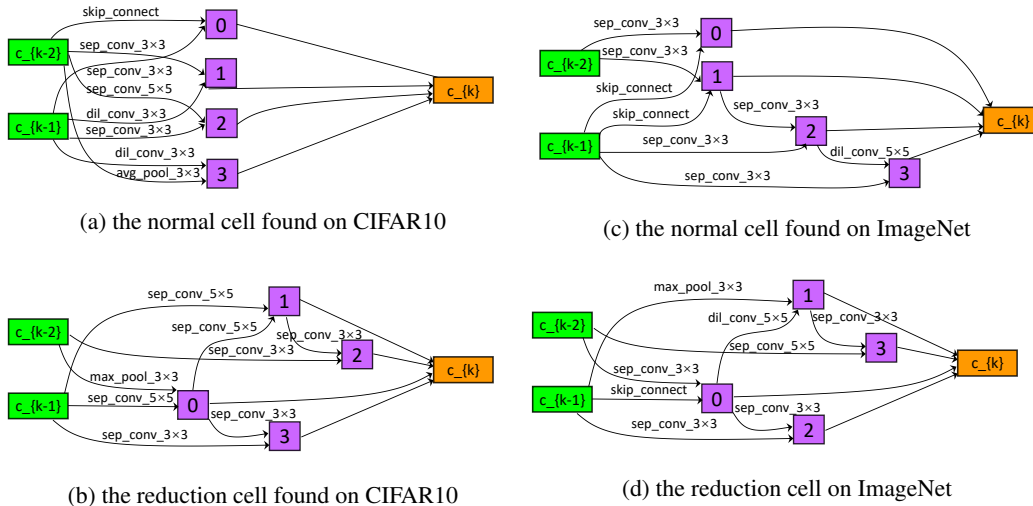 skip_connect
0
c_{k-2}
sep_conv_3×3
1
sep_conv_3×3
sep_conv_5×5
c_{k}
dil_conv_3×3
c_{k-1}
sep_conv_3×3
2
dil_conv_3×3
avg_pool_3×3
3
(a) the normal cell found on CIFAR10
sep_conv_3×3
0
c_{k-2}
sep_conv_3×3
1
skip_connect
sep_conv_3×3
skip_connect
c_{k}
2
c_{k-1}
sep_conv_3×3
dil_conv_5×5
sep_conv_3×3
3
(c) the normal cell found on ImageNet
sep_conv_5×5
1
c_{k-2}
sep_conv_5×5
sep_conv_3×3
sep_conv_3×3
2
max_pool_3×3
c_{k}
c_{k-1}
sep_conv_5×5
0
sep_conv_3×3
sep_conv_3×3
3
(b) the reduction cell found on CIFAR10
max_pool_3×3
1
c_{k-2}
dil_conv_5×5
sep_conv_3×3
sep_conv_5×5
3
sep_conv_3×3
c_{k}
c_{k-1}
skip_connect
0
sep_conv_3×3
sep_conv_3×3
2
(d) the reduction cell on ImageNet